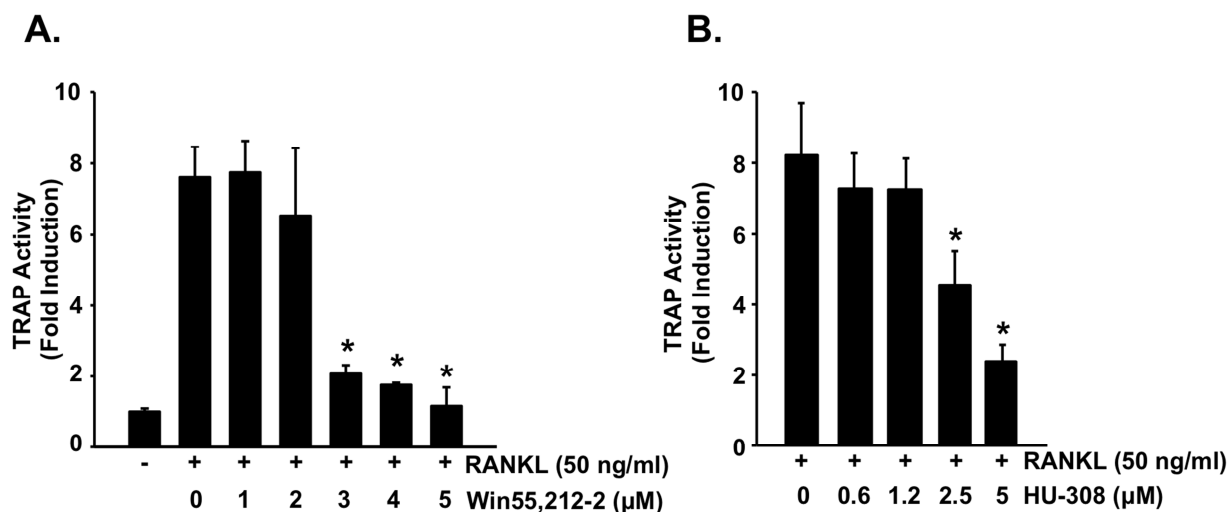 A.
10
8
6
4
2
0
TRAP Activity
(Fold Induction)
* * *
- + + + + + + RANKL (50 ng/ml)
0 1 2 3 4 5 Win55,212-2 (µM)
B.
10
8
6
4
2
0
TRAP Activity
(Fold Induction)
*
*
+ + + + + RANKL (50 ng/ml)
0 0.6 1.2 2.5 5 HU-308 (µM)